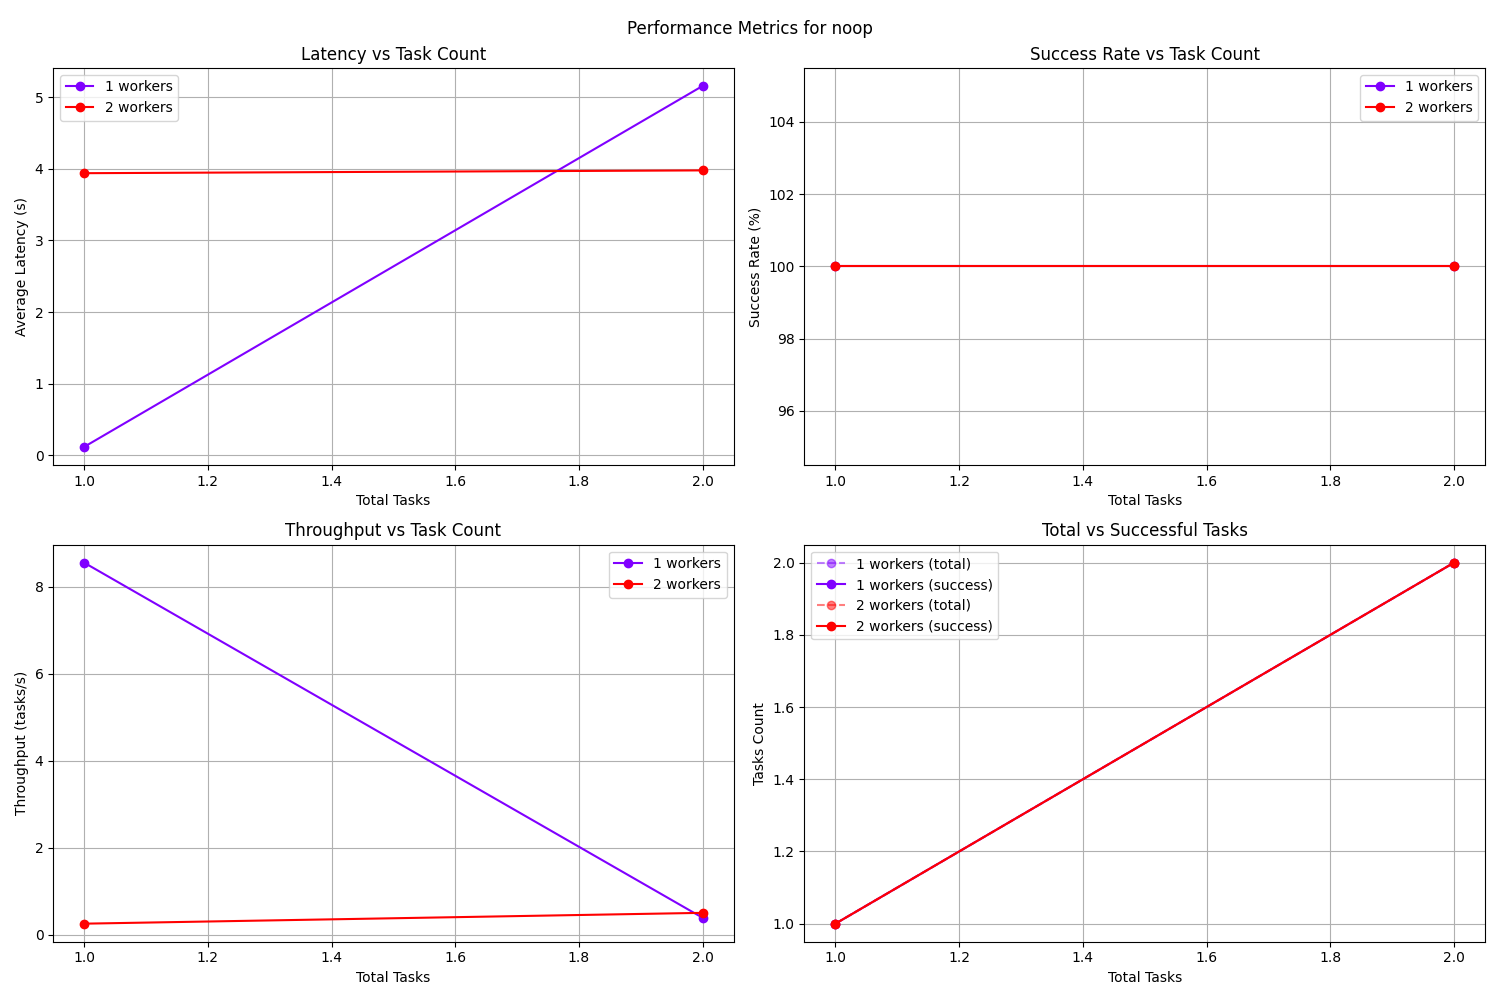 Performance Metrics for noop
Latency vs Task Count
1 workers
2 workers
5
4
3
2
1
0
Average Latency (s)
1.0 1.2 1.4 1.6 1.8 2.0
Total Tasks
Success Rate vs Task Count
1 workers
2 workers
104
102
100
98
96
Success Rate (%)
1.0 1.2 1.4 1.6 1.8 2.0
Total Tasks
Throughput vs Task Count
1 workers
2 workers
8
6
4
2
0
Throughput (tasks/s)
1.0 1.2 1.4 1.6 1.8 2.0
Total Tasks
Total vs Successful Tasks
1 workers (total)
1 workers (success)
2 workers (total)
2 workers (success)
2.0
1.8
1.6
1.4
1.2
1.0
Tasks Count
1.0 1.2 1.4 1.6 1.8 2.0
Total Tasks